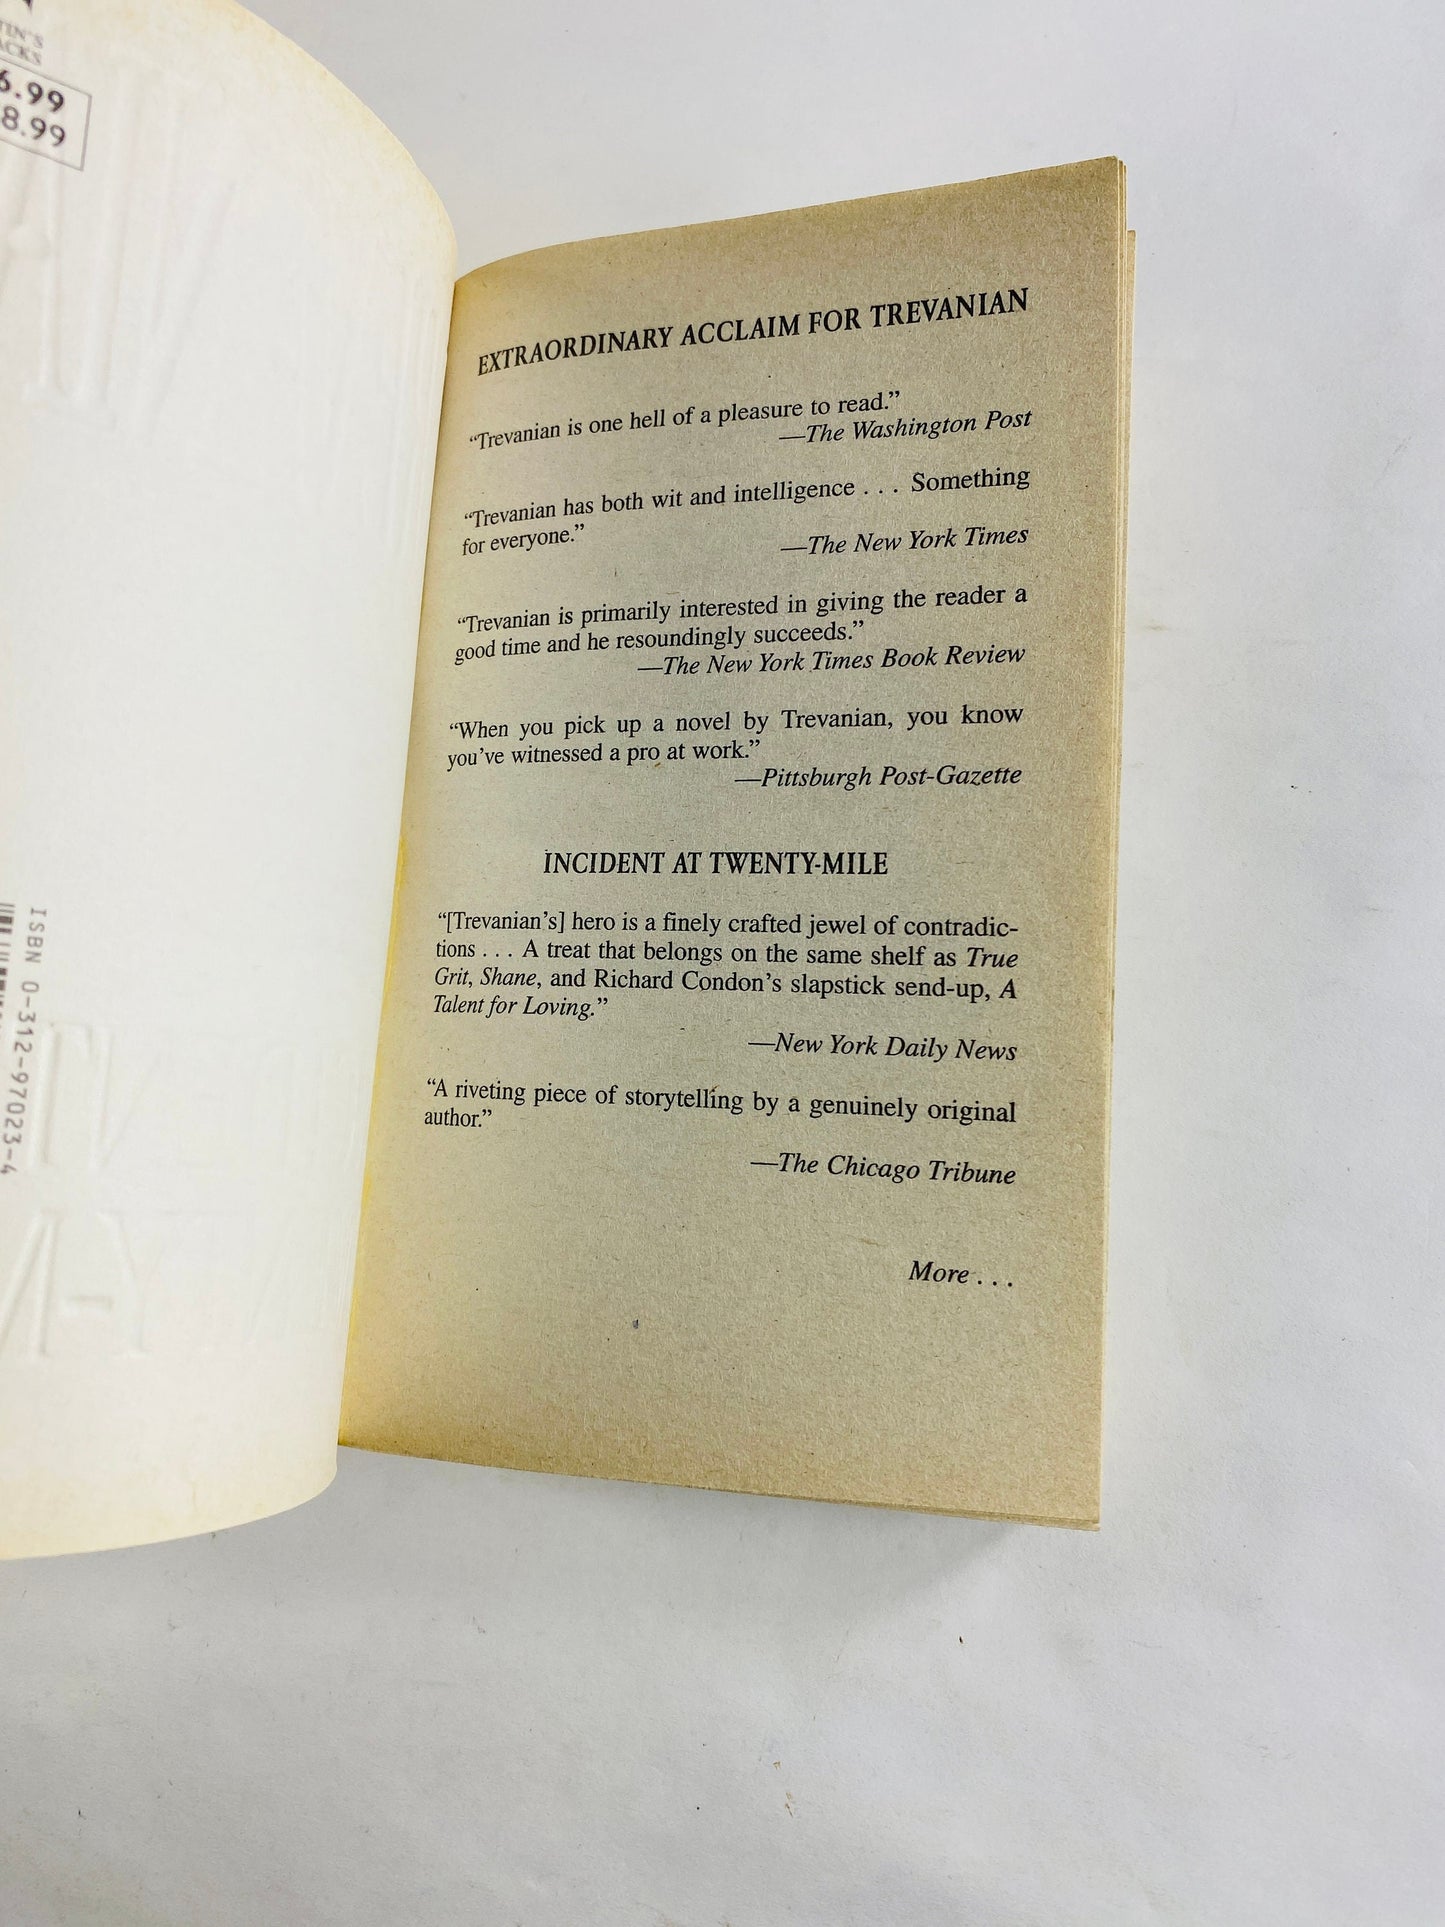 TIN'S
ACKS
6.99
8.99
ISBN 0-312-97023-4
EXTRAORDINARY ACCLAIM FOR TREVANIAN
“Trevanian is one hell of a pleasure to read.”
—The Washington Post
“Trevanian has both wit and intelligence . . . Something
for everyone.”
—The New York Times
“Trevanian is primarily interested in giving the reader a
good time and he resoundingly succeeds.”
—The New York Times Book Review
“When you pick up a novel by Trevanian, you know
you’ve witnessed a pro at work.”
—Pittsburgh Post-Gazette
INCIDENT AT TWENTY-MILE
“[Trevanian’s] hero is a finely crafted jewel of contradic-
tions . . . A treat that belongs on the same shelf as True
Grit, Shane, and Richard Condon’s slapstick send-up, A
Talent for Loving.”
—New York Daily News
“A riveting piece of storytelling by a genuinely original
author.”
—The Chicago Tribune
More . . .